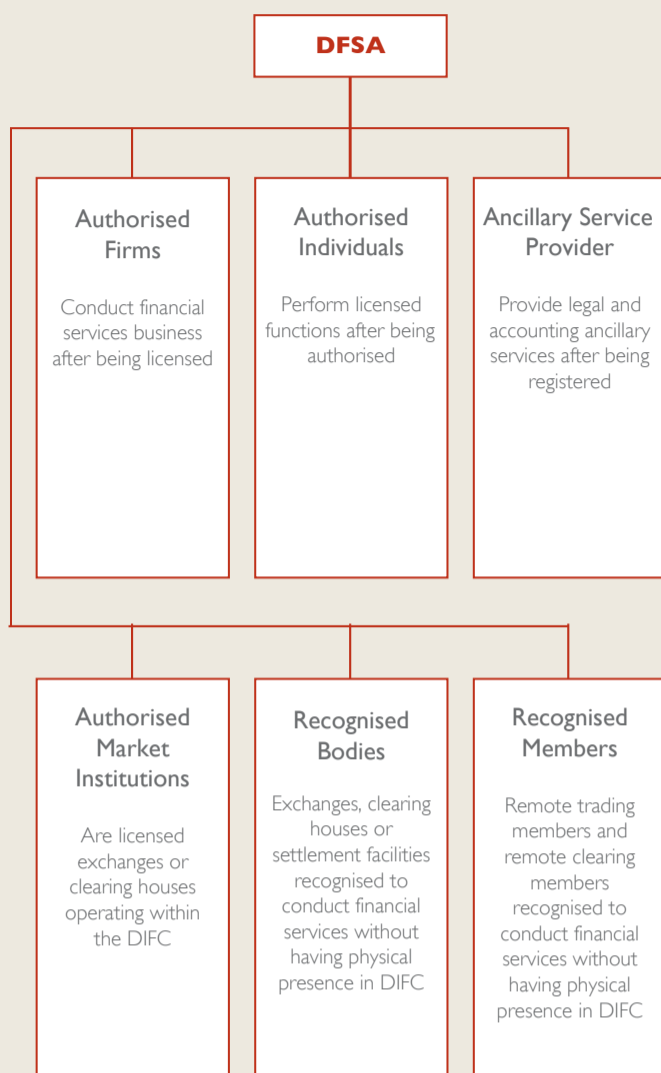 DFSA
Authorised
Firms
Conduct financial
services business
after being licensed
Authorised
Individuals
Perform licensed
functions after being
authorised
Ancillary Service
Provider
Provide legal and
accounting ancillary
services after being
registered
Authorised
Market
Institutions
Are licensed
exchanges or
clearing houses
operating within
the DIFC
Recognised
Bodies
Exchanges, clearing
houses or
settlement facilities
recognised to
conduct financial
services without
having physical
presence in DIFC
Recognised
Members
Remote trading
members and
remote clearing
members
recognised to
conduct financial
services without
having physical
presence in DIFC